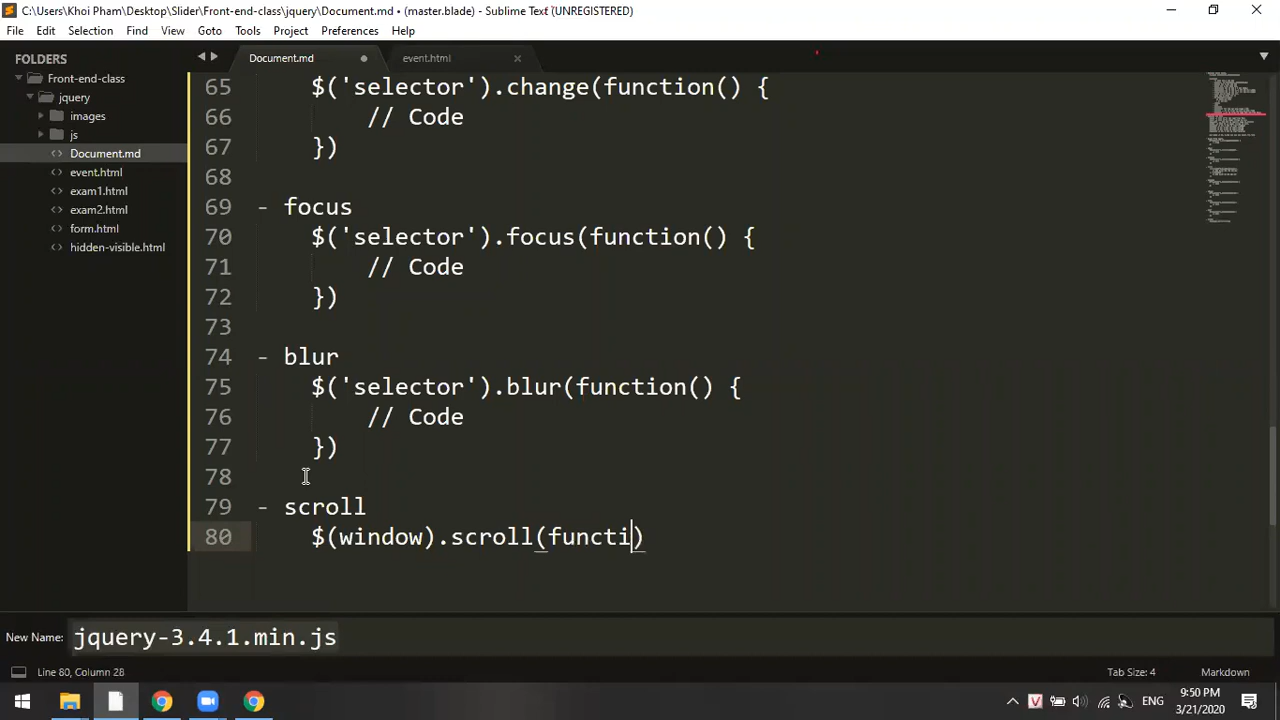 C:\Users\Khoi Pham\Desktop\Slider\Front-end-class\jquery\Document.md • (master.blade) - Sublime Text (UNREGISTERED)
File Edit Selection Find View Goto Tools Project Preferences Help
FOLDERS
Front-end-class
jquery
images
js
Document.md
event.html
exam1.html
exam2.html
form.html
hidden-visible.html
Document.md event.html
65 $('selector').change(function() {
66 // Code
67 })
68
69 - focus
70 $('selector').focus(function() {
71 // Code
72 })
73
74 - blur
75 $('selector').blur(function() {
76 // Code
77 })
78
79 - scroll
80 $(window).scroll(functi)
New Name: jquery-3.4.1.min.js
Line 80, Column 28 Tab Size: 4 Markdown
V ENG 9:50 PM
3/21/2020